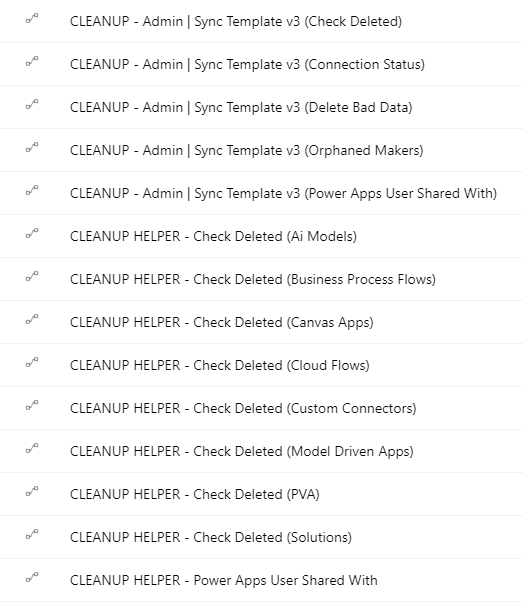 CLEANUP - Admin | Sync Template v3 (Check Deleted)
CLEANUP - Admin | Sync Template v3 (Connection Status)
CLEANUP - Admin | Sync Template v3 (Delete Bad Data)
CLEANUP - Admin | Sync Template v3 (Orphaned Makers)
CLEANUP - Admin | Sync Template v3 (Power Apps User Shared With)
CLEANUP HELPER - Check Deleted (Ai Models)
CLEANUP HELPER - Check Deleted (Business Process Flows)
CLEANUP HELPER - Check Deleted (Canvas Apps)
CLEANUP HELPER - Check Deleted (Cloud Flows)
CLEANUP HELPER - Check Deleted (Custom Connectors)
CLEANUP HELPER - Check Deleted (Model Driven Apps)
CLEANUP HELPER - Check Deleted (PVA)
CLEANUP HELPER - Check Deleted (Solutions)
CLEANUP HELPER - Power Apps User Shared With